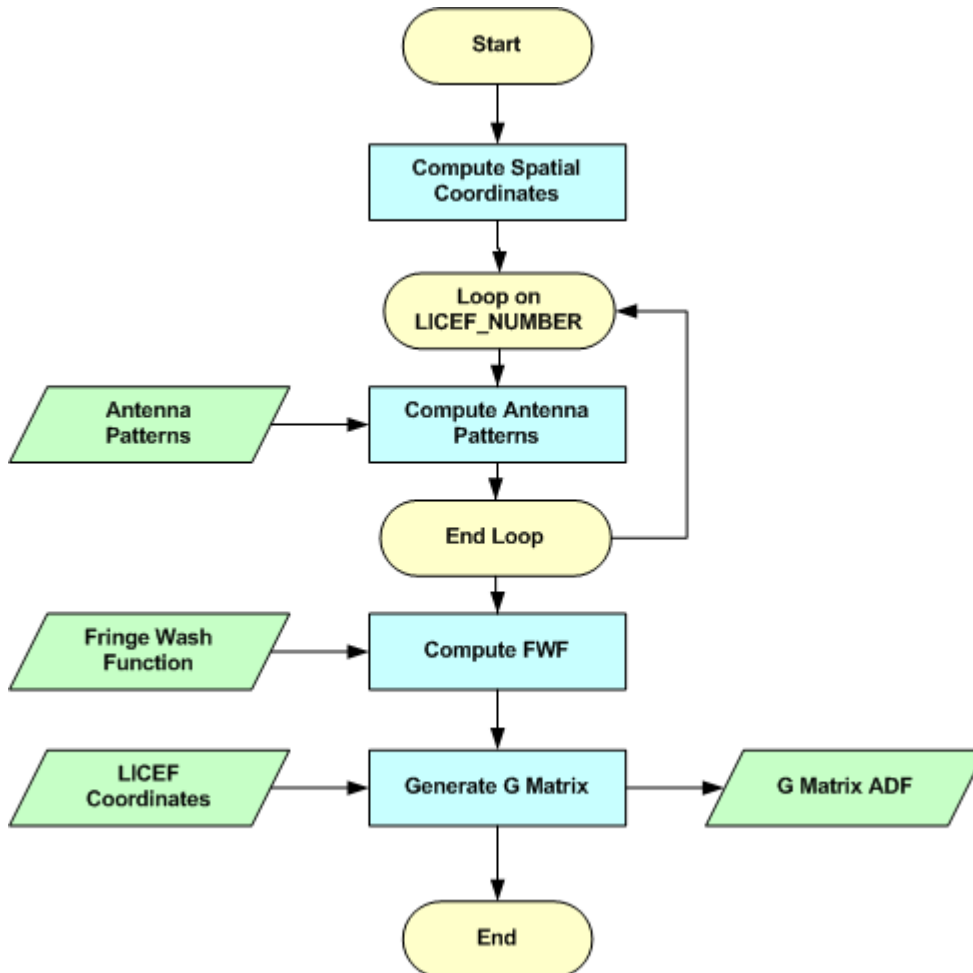 Start
Compute Spatial
Coordinates
Loop on
LICEF_NUMBER
Antenna
Patterns
Compute Antenna
Patterns
End Loop
Fringe Wash
Function
Compute FWF
LICEF
Coordinates
Generate G Matrix
G Matrix ADF
End